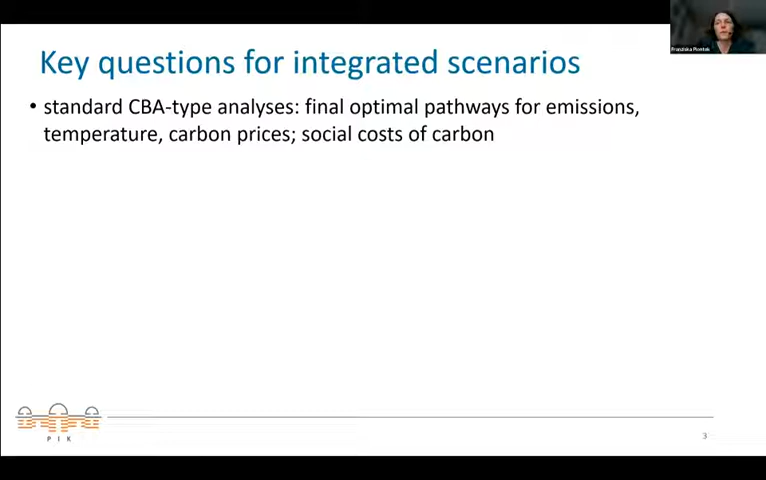 Key questions for integrated scenarios
• standard CBA-type analyses: final optimal pathways for emissions,
temperature, carbon prices; social costs of carbon
Franziska Piontek
PIK
3